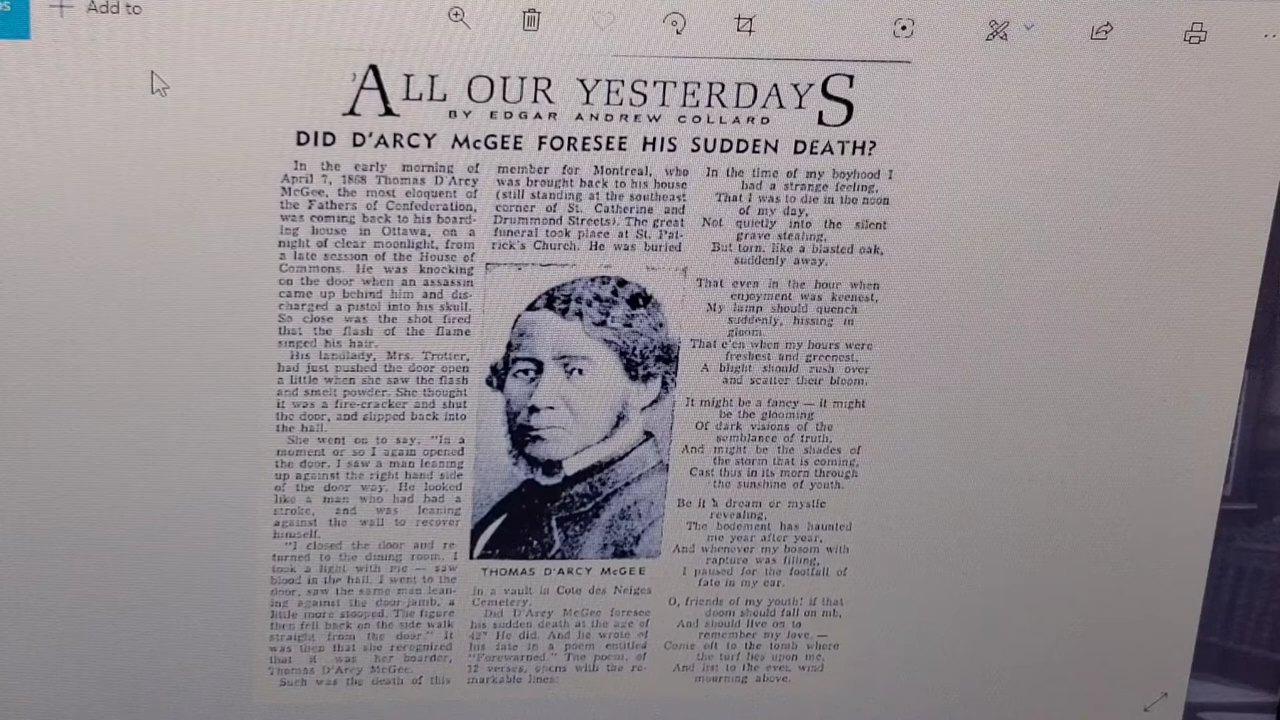 Add to
'ALL OUR YESTERDAYS
BY EDGAR ANDREW COLLARD
DID D'ARCY McGEE FORESEE HIS SUDDEN DEATH?
In the early morning of
April 7, 1868 Thomas D'Arcy
McGee, the most eloquent of
the Fathers of Confederation,
was coming back to his board-
ing house in Ottawa, on a
night of clear moonlight, from
a late session of the House of
Commons. He was knocking
on the door when an assassin
came up behind him and dis-
charged a pistol into his skull.
So close was the shot fired
that the flash of the flame
singed his hair.
His landlady, Mrs. Trotter,
had just pushed the door open
a little when she saw the flash
and smelt powder. She thought
it was a fire-cracker and shut
the door, and slipped back into
the hall.
She went on to say: "In a
moment or so I again opened
the door. I saw a man leaning
up against the right hand side
of the door way. He looked
like a man who had had a
stroke, and was leaning
against the wall to recover
himself.
"I closed the door and re-
turned to the dining room. I
took a light with me — saw
blood in the hall. I went to the
door, saw the same man lean-
ing against the door-jamb, a
little more stooped. The figure
then fell back on the side walk
straight from the door." It
was then that she recognized
that it was her boarder,
Thomas D'Arcy McGee.
Such was the death of this
member for Montreal, who
was brought back to his house
(still standing at the southeast
corner of St. Catherine and
Drummond Streets). The great
funeral took place at St. Pat-
rick's Church. He was buried
THOMAS D'ARCY McGEE
in a vault in Cote des Neiges
Cemetery.
Did D'Arcy McGee foresee
his sudden death at the age of
42? He did. And he wrote of
his fate in a poem entitled
"Forewarned." The poem, of
12 verses, opens with the re-
markable lines:
In the time of my boyhood I
had a strange feeling,
That I was to die in the noon
of my day,
Not quietly into the silent
grave stealing,
But torn, like a blasted oak,
suddenly away.
That even in the hour when
enjoyment was keenest,
My lamp should quench
suddenly, hissing in
gloom.
That e'en when my hours were
freshest and greenest,
A blight should rush over
and scatter their bloom.
It might be a fancy — it might
be the glooming
Of dark visions of the
semblance of truth,
And might be the shades of
the storm that is coming,
Cast thus in its morn through
the sunshine of youth.
Be it a dream or mystic
revealing,
The bodement has haunted
me year after year,
And whenever my bosom with
rapture was filling,
I paused for the footfall of
fate in my ear.
O, friends of my youth! if that
doom should fall on me,
And should live on to
remember my love, —
Come oft to the tomb where
the turf lies upon me,
And list to the even wind
mourning above.